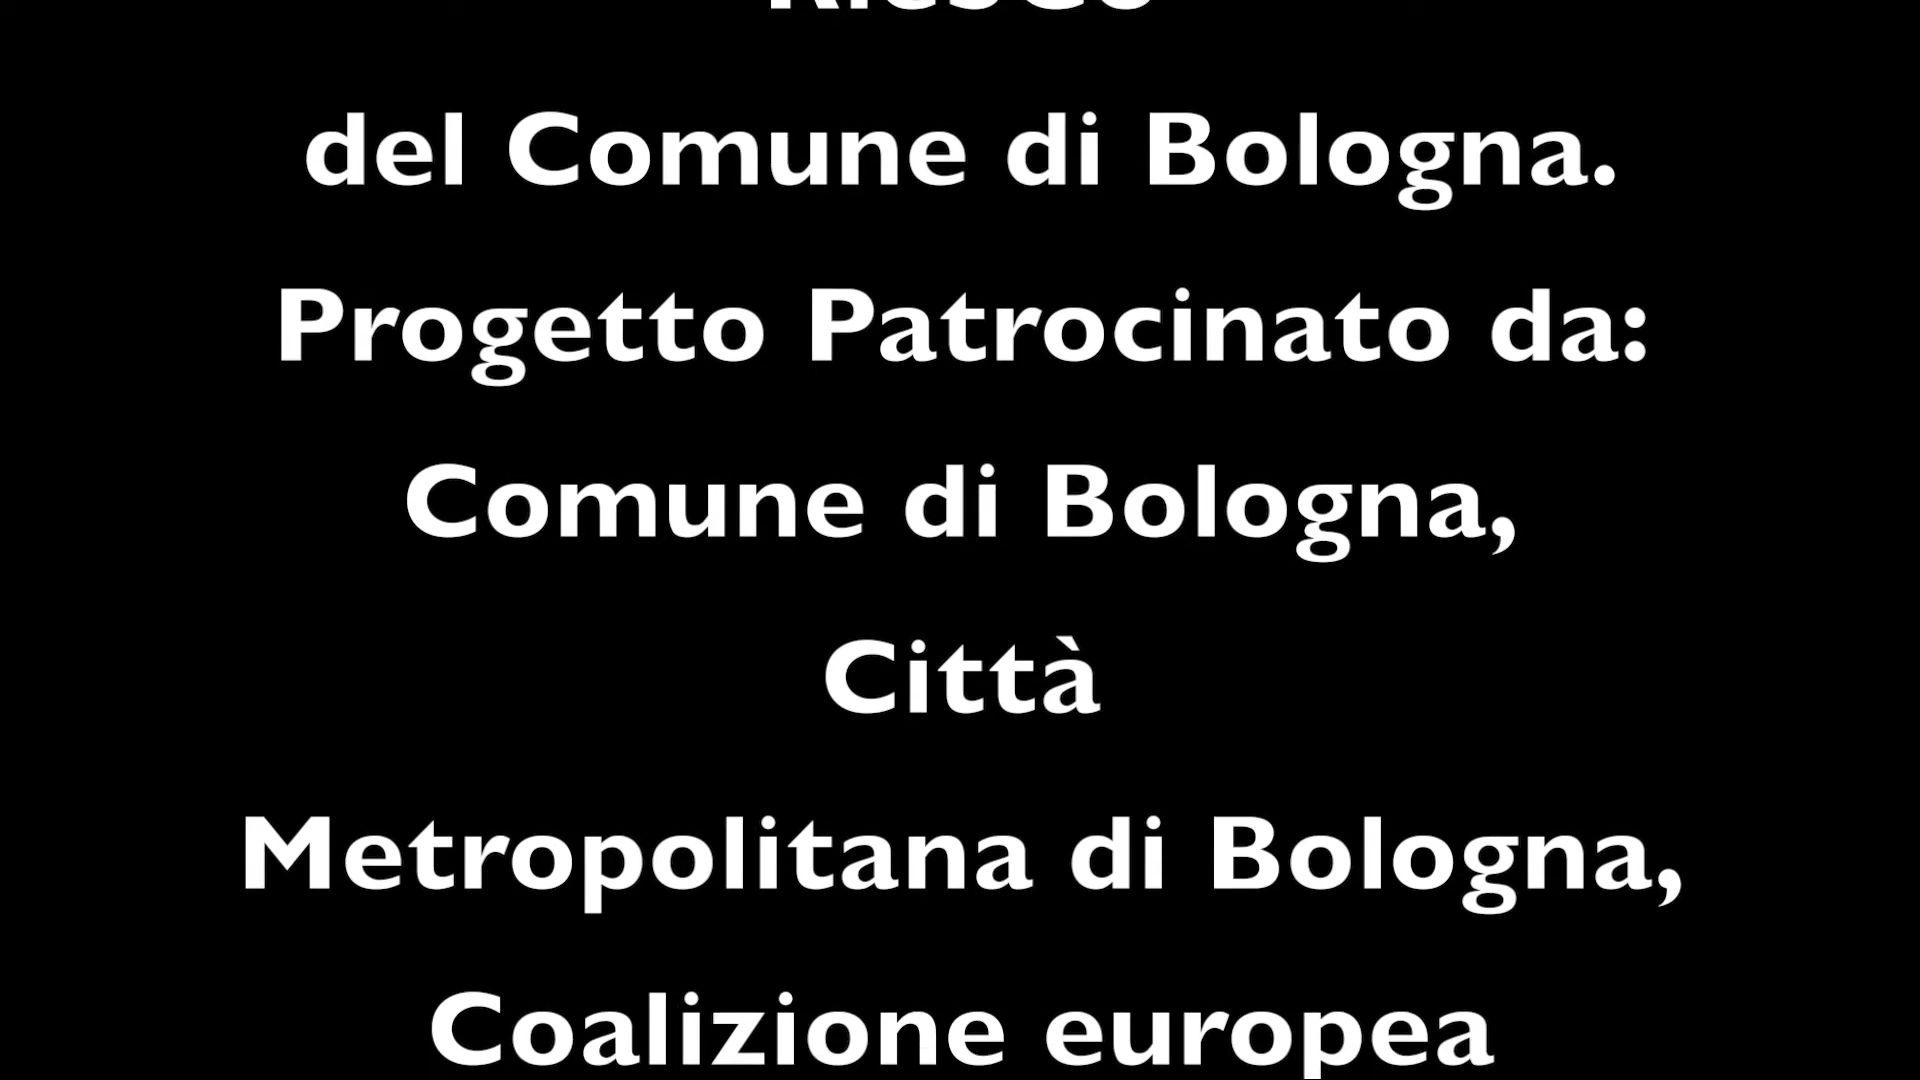 del Comune di Bologna.
Progetto Patrocinato da:
Comune di Bologna,
Città
Metropolitana di Bologna,
Coalizione europea